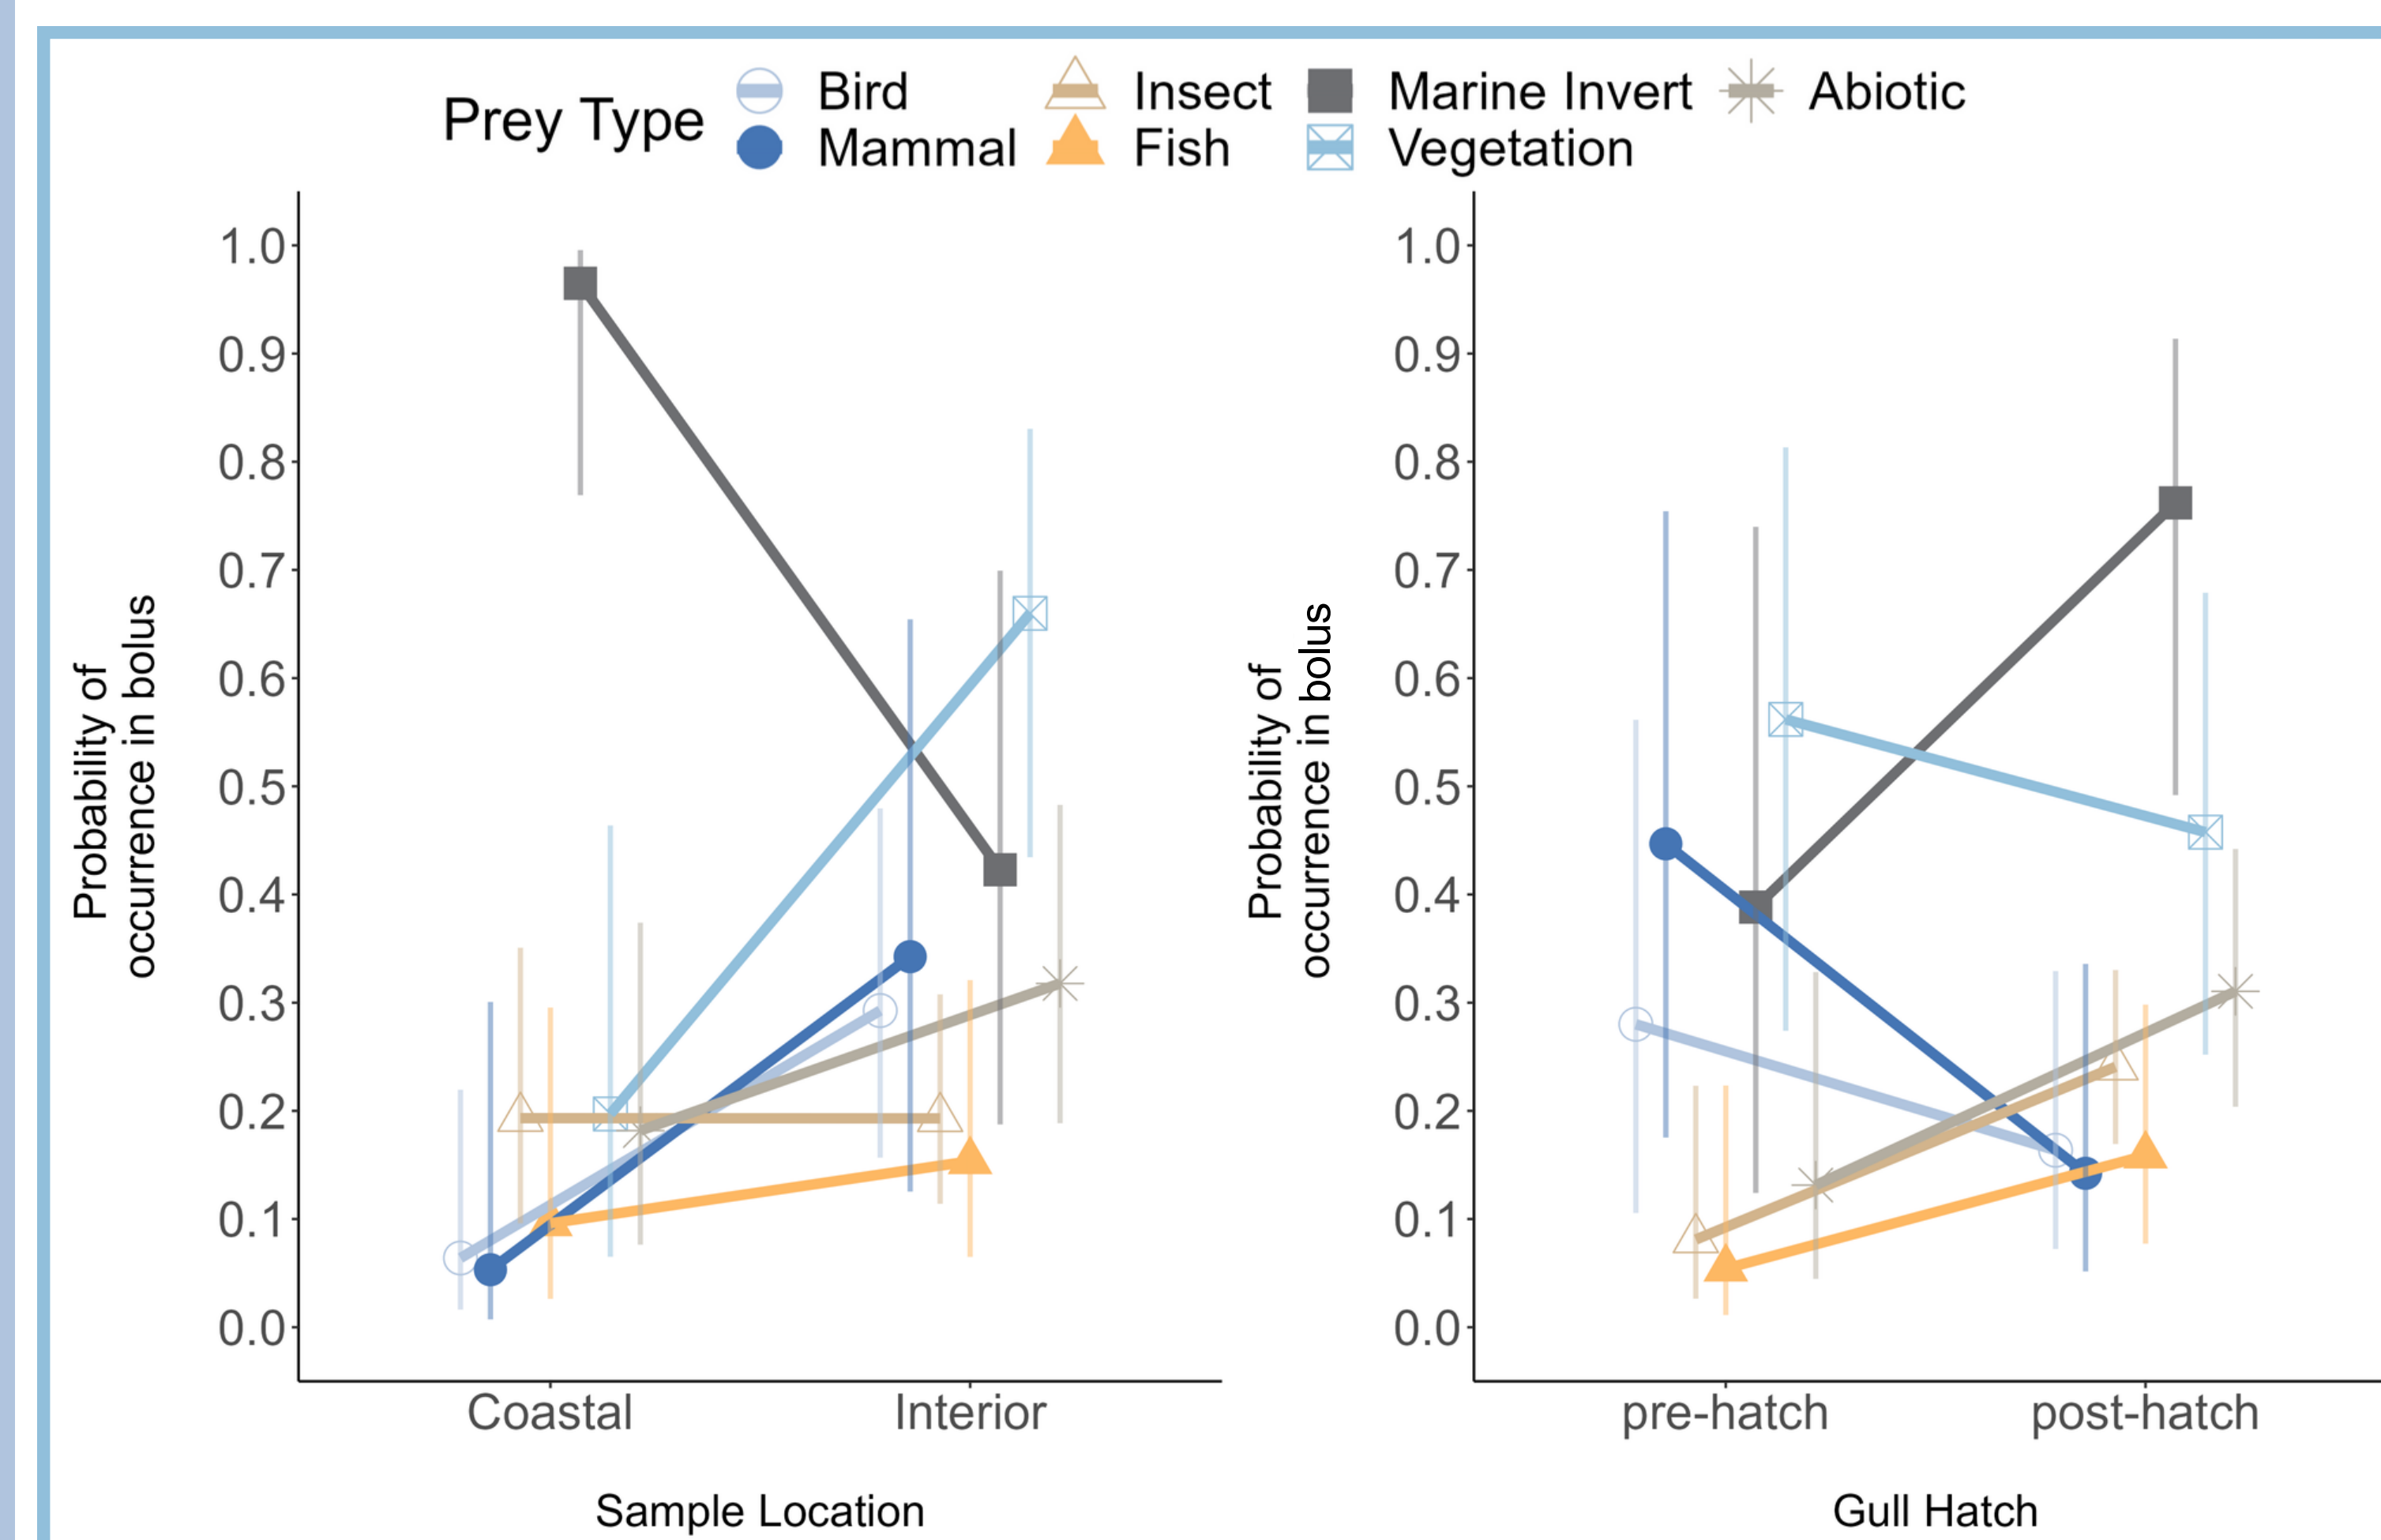 Prey Type
Bird
Insect
Marine Invert
Abiotic
Mammal
Fish
Vegetation
Probability of
occurrence in bolus
1.0
0.9
0.8
0.7
0.6
0.5
0.4
0.3
0.2
0.1
0.0
Coastal
Interior
Sample Location
Probability of
occurrence in bolus
1.0
0.9
0.8
0.7
0.6
0.5
0.4
0.3
0.2
0.1
0.0
pre-hatch
post-hatch
Gull Hatch